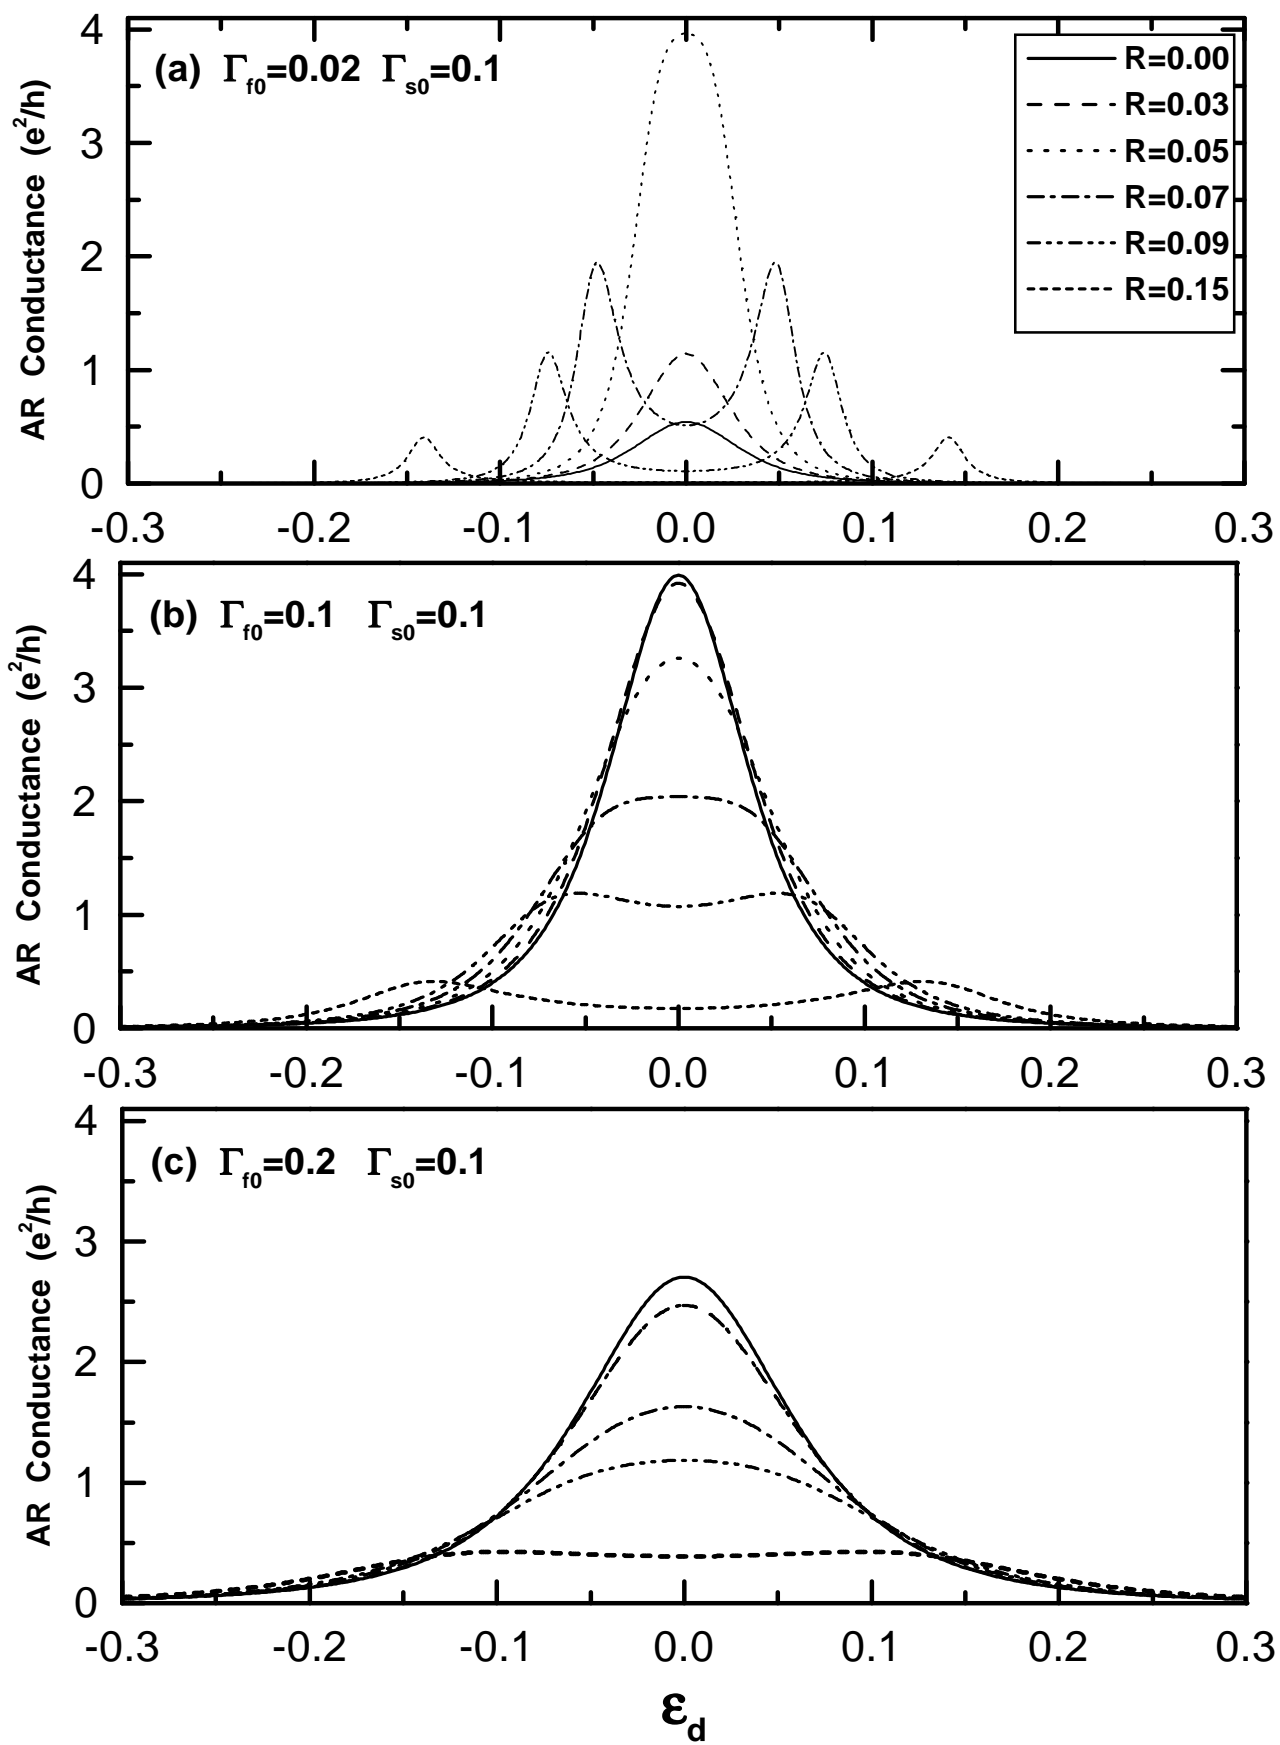 (a) Γf0=0.02 Γs0=0.1
AR Conductance (e²/h)
4
3
2
1
0
-0.3 -0.2 -0.1 0.0 0.1 0.2 0.3
R=0.00
R=0.03
R=0.05
R=0.07
R=0.09
R=0.15
(b) Γf0=0.1 Γs0=0.1
AR Conductance (e²/h)
4
3
2
1
0
-0.3 -0.2 -0.1 0.0 0.1 0.2 0.3
(c) Γf0=0.2 Γs0=0.1
AR Conductance (e²/h)
4
3
2
1
0
-0.3 -0.2 -0.1 0.0 0.1 0.2 0.3
εd